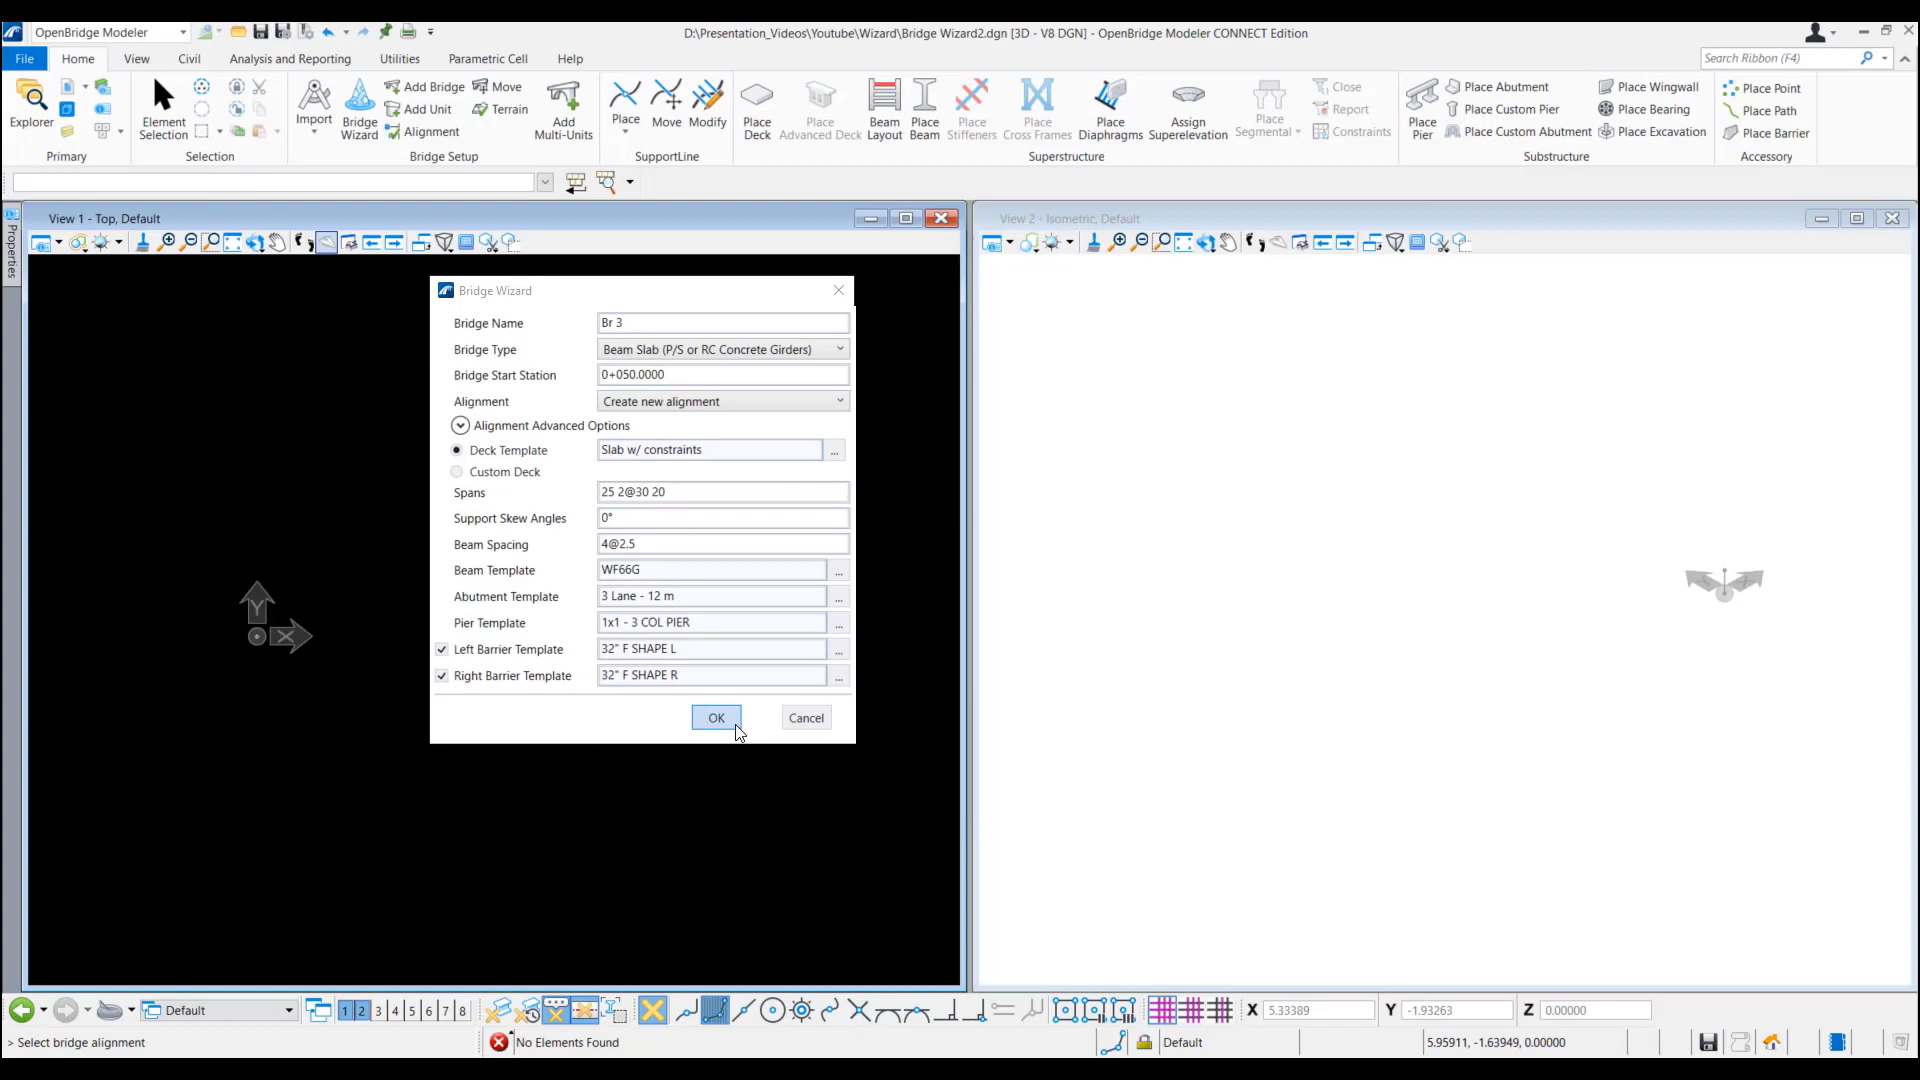 OpenBridge Modeler
D:\Presentation_Videos\Youtube\Wizard\Bridge Wizard2.dgn [3D - V8 DGN] - OpenBridge Modeler CONNECT Edition
File
Home
View
Civil
Analysis and Reporting
Utilities
Parametric Cell
Help
Search Ribbon (F4)
Explorer
Primary
Element Selection
Selection
Import
Bridge Wizard
Add Bridge
Add Unit
Alignment
Move
Terrain
Add Multi-Units
Bridge Setup
Place
Move
Modify
SupportLine
Place Deck
Place Advanced Deck
Beam Layout
Place Beam
Place Stiffeners
Place Cross Frames
Place Diaphragms
Assign Superelevation
Place Segmental
Close
Report
Constraints
Superstructure
Place Pier
Place Abutment
Place Custom Pier
Place Custom Abutment
Place Wingwall
Place Bearing
Place Excavation
Substructure
Place Point
Place Path
Place Barrier
Accessory
Properties
View 1 - Top, Default
View 2 - Isometric, Default
Bridge Wizard
Bridge Name
Br 3
Bridge Type
Beam Slab (P/S or RC Concrete Girders)
Bridge Start Station
0+050.0000
Alignment
Create new alignment
Alignment Advanced Options
Deck Template
Slab w/ constraints
...
Custom Deck
Spans
25 2@30 20
Support Skew Angles
0°
Beam Spacing
4@2.5
Beam Template
WF66G
...
Abutment Template
3 Lane - 12 m
...
Pier Template
1x1 - 3 COL PIER
...
Left Barrier Template
32" F SHAPE L
...
Right Barrier Template
32" F SHAPE R
...
OK
Cancel
Y
X
Default
1 2 3 4 5 6 7 8
X
5.33389
Y
-1.93263
Z
0.00000
> Select bridge alignment
No Elements Found
Default
5.95911, -1.63949, 0.00000